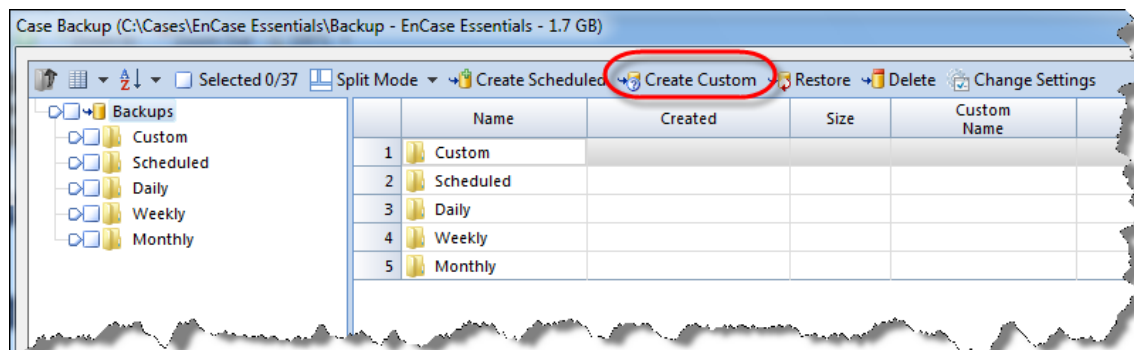 Case Backup (C:\Cases\EnCase Essentials\Backup - EnCase Essentials - 1.7 GB)
Selected 0/37 Split Mode Create Scheduled Create Custom Restore Delete Change Settings
Backups
Custom
Scheduled
Daily
Weekly
Monthly
Name Created Size Custom Name
1 Custom
2 Scheduled
3 Daily
4 Weekly
5 Monthly